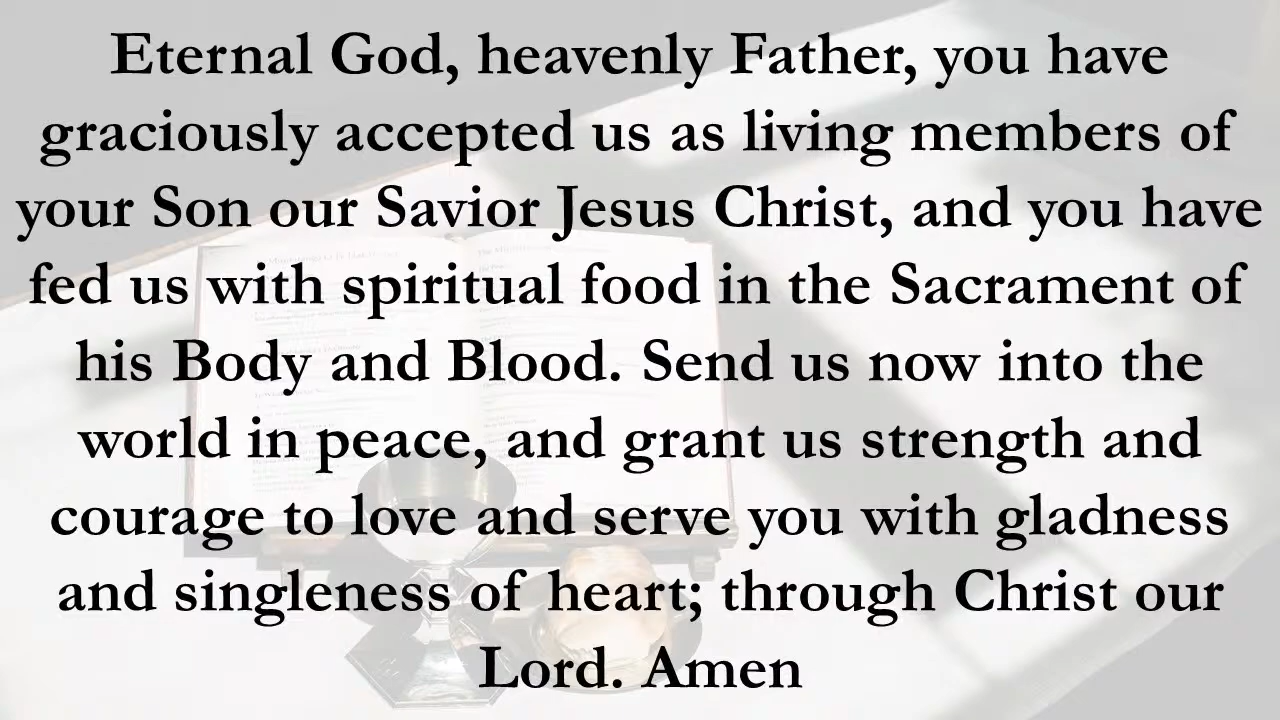 Eternal God, heavenly Father, you have
graciously accepted us as living members of
your Son our Savior Jesus Christ, and you have
fed us with spiritual food in the Sacrament of
his Body and Blood. Send us now into the
world in peace, and grant us strength and
courage to love and serve you with gladness
and singleness of heart; through Christ our
Lord. Amen